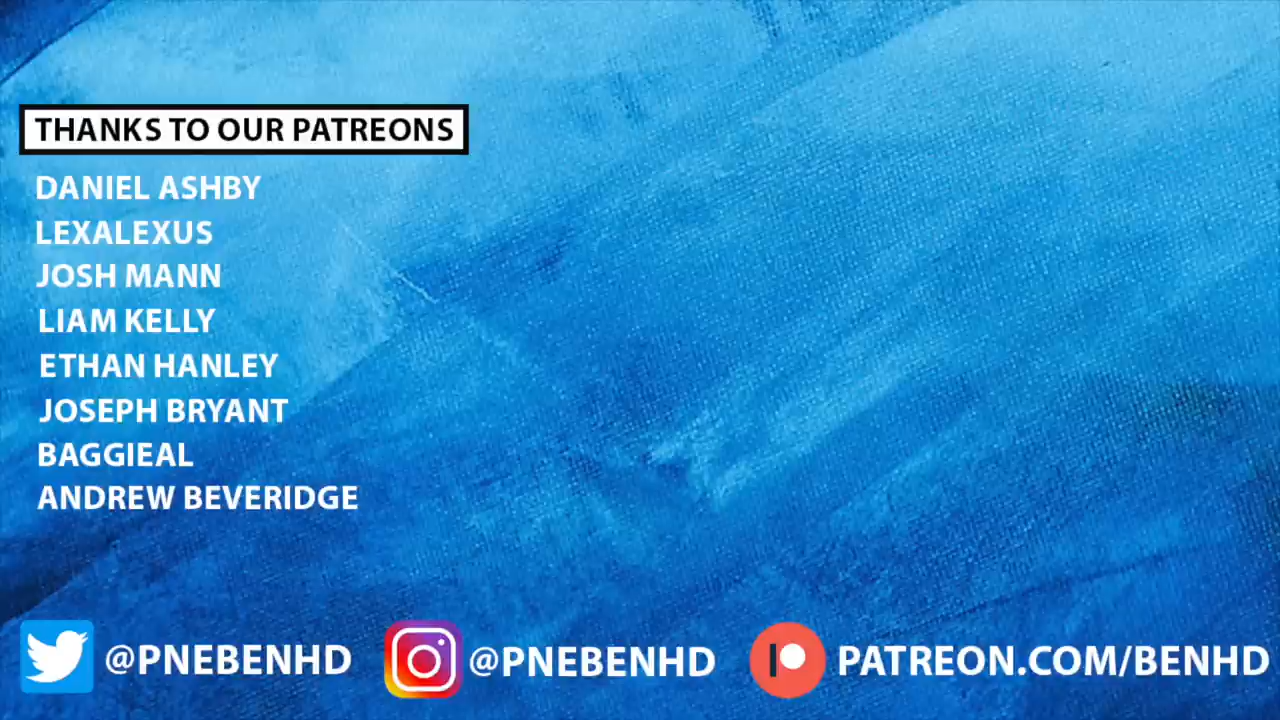 THANKS TO OUR PATREONS
DANIEL ASHBY
LEXALEXUS
JOSH MANN
LIAM KELLY
ETHAN HANLEY
JOSEPH BRYANT
BAGGIEAL
ANDREW BEVERIDGE
@PNEBENHD @PNEBENHD PATREON.COM/BENHD